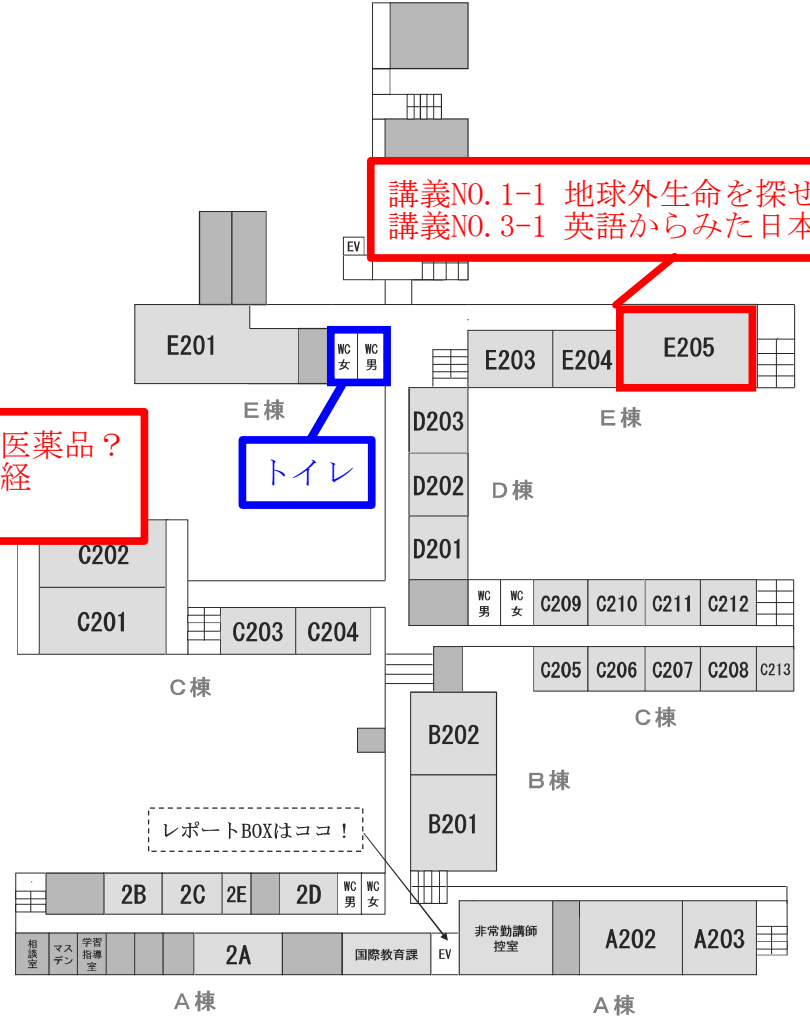 講義NO.1-1 地球外生命を探せ
講義NO.3-1 英語からみた日本
EV
E201
WC
女
WC
男
E203
E204
E205
E棟
E棟
医薬品？
経
トイレ
D203
D202
D棟
D201
C202
C201
C203
C204
WC
男
WC
女
C209
C210
C211
C212
C205
C206
C207
C208
C213
C棟
C棟
B202
B棟
B201
レポートBOXはココ！
2B
2C
2E
2D
WC
男
WC
女
相談室
マス
デン
学習
指導
室
2A
国際教育課
EV
非常勤講師
控室
A202
A203
A棟
A棟